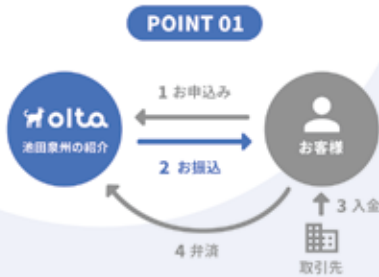 POINT 01
1 お申込み
olta
池田泉州の紹介
お客様
2 お振込
3 入金
4 弁済
取引先